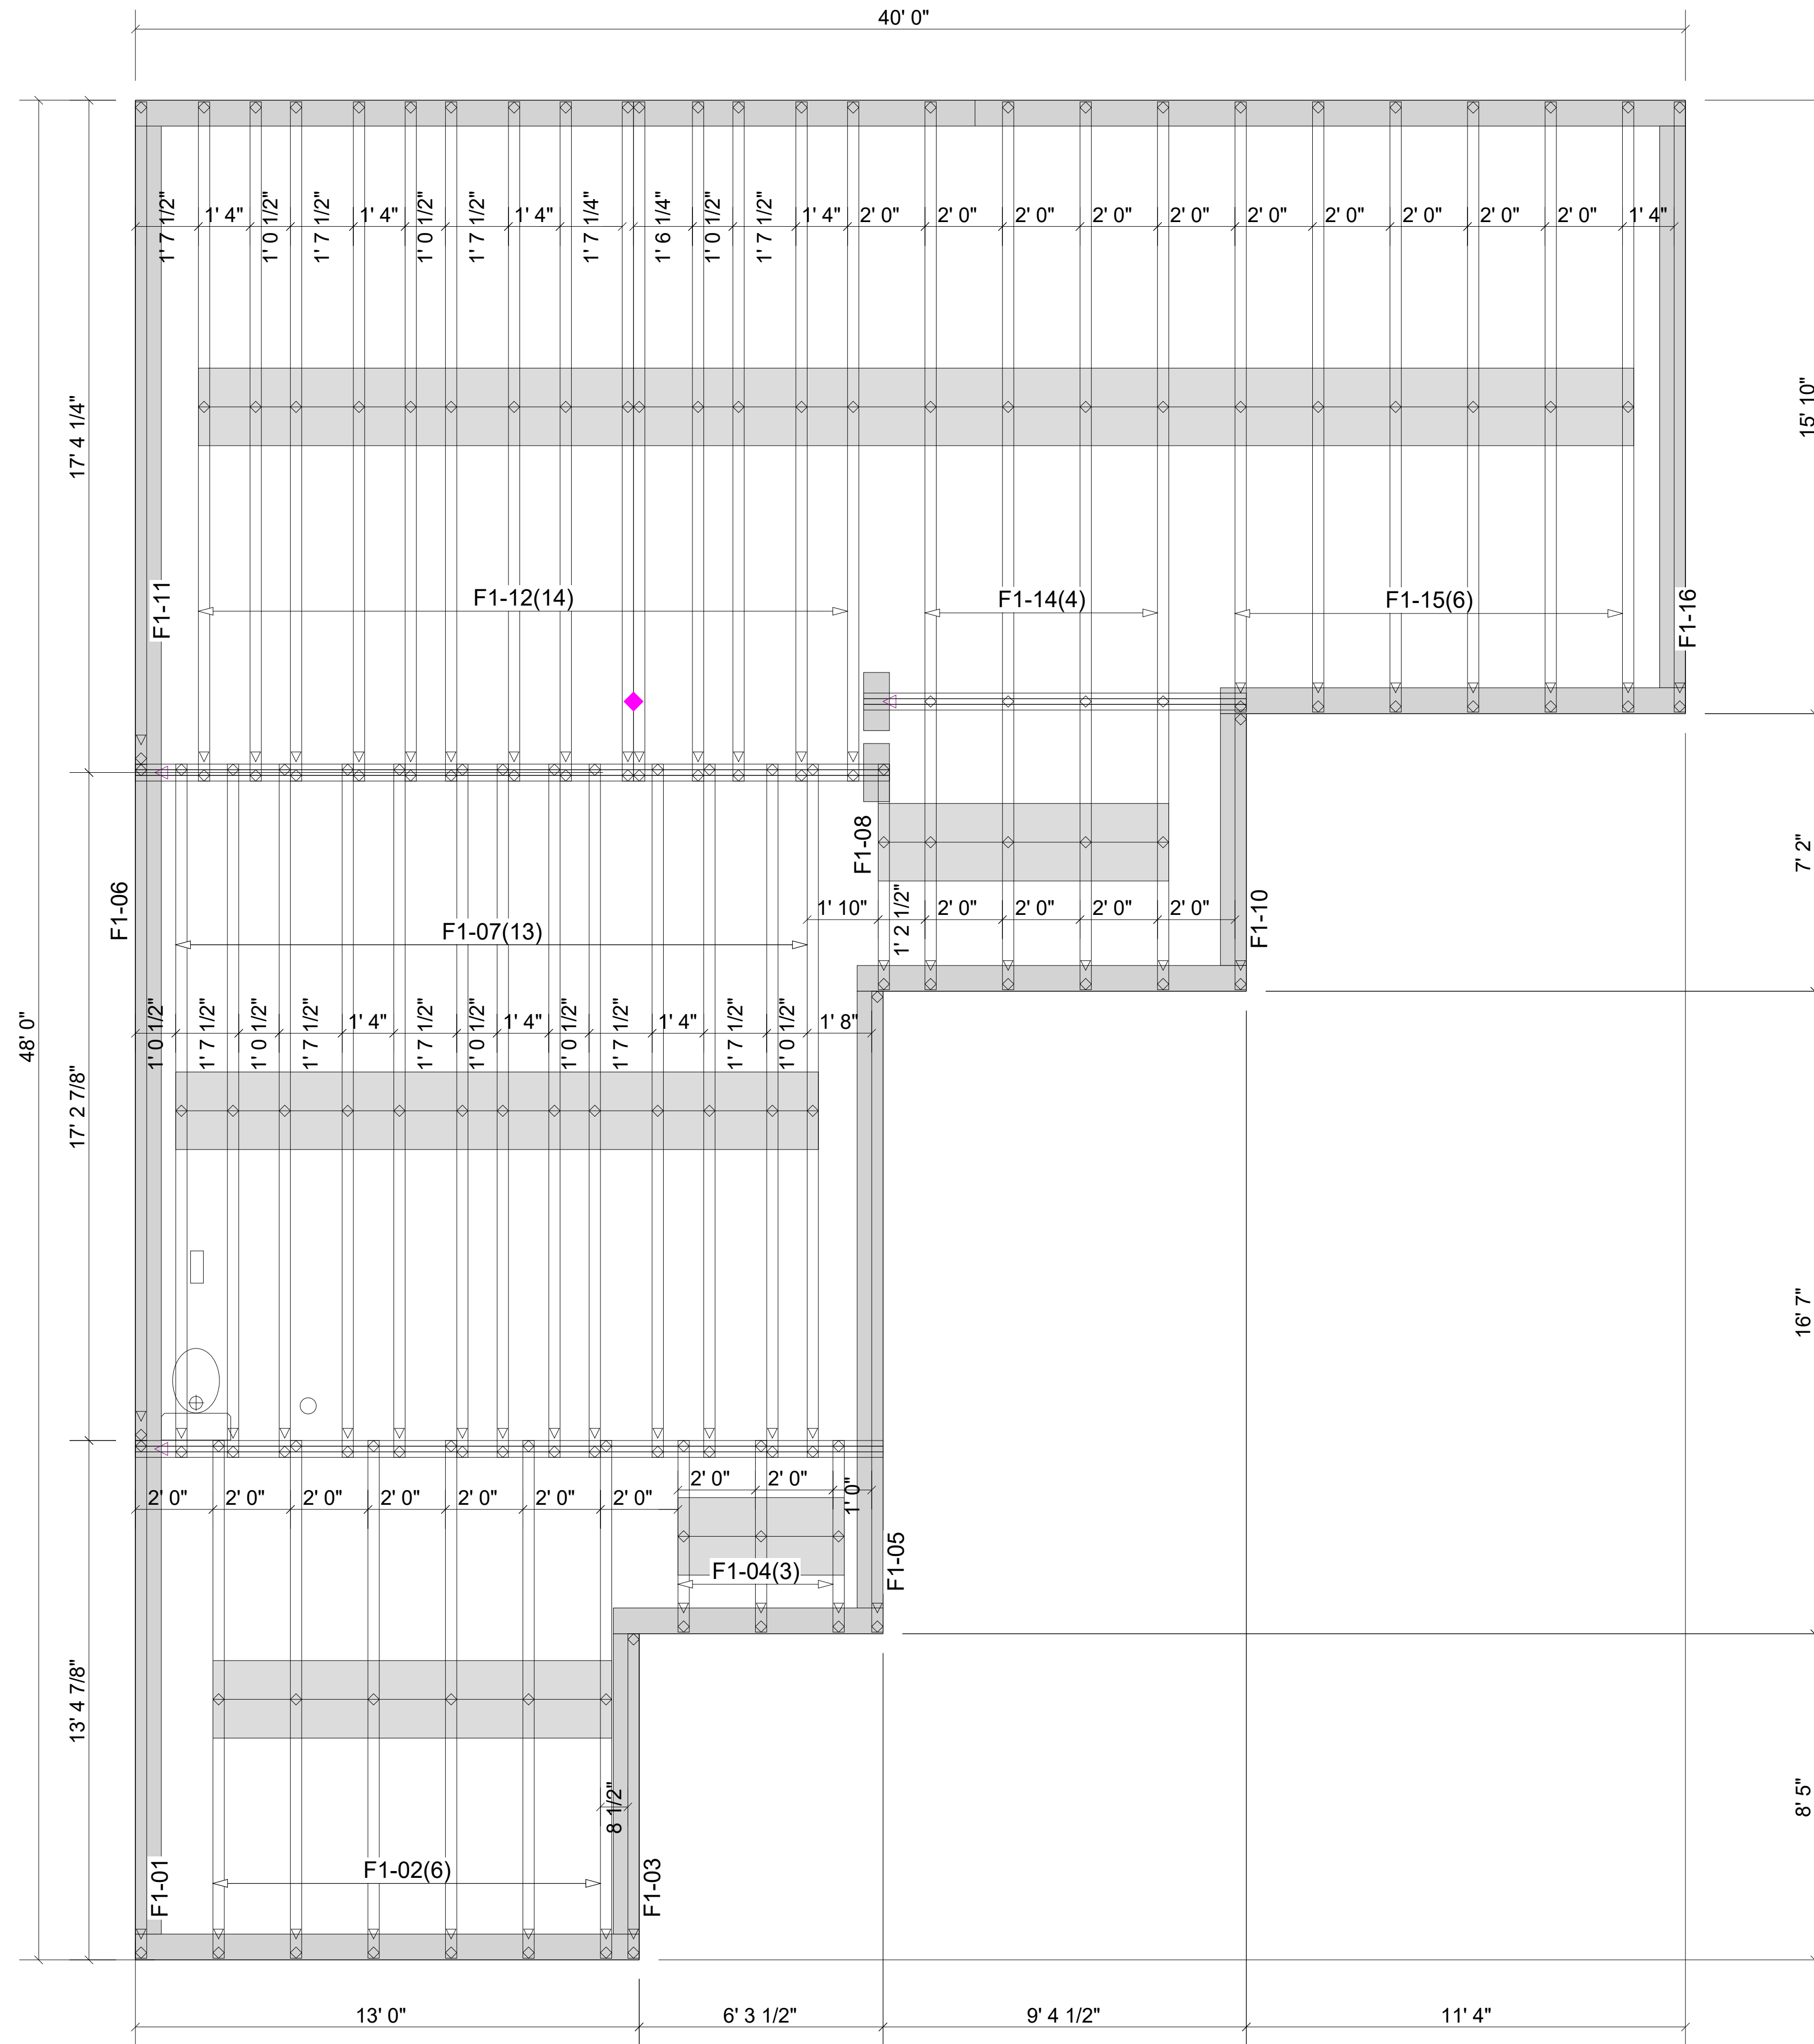 40' 0"
1' 7 1/2"
1' 4"
1' 0 1/2"
1' 7 1/2"
1' 4"
1' 0 1/2"
1' 7 1/2"
1' 4"
1' 7 1/4"
1' 6 1/4"
1' 0 1/2"
1' 7 1/2"
1' 4"
2' 0"
2' 0"
2' 0"
2' 0"
2' 0"
2' 0"
2' 0"
2' 0"
2' 0"
2' 0"
1' 4"
17' 4 1/4"
15' 10"
F1-11
F1-12(14)
F1-14(4)
F1-15(6)
F1-16
F1-08
7' 2"
F1-06
F1-07(13)
1' 10"
1' 2 1/2"
2' 0"
2' 0"
2' 0"
2' 0"
F1-10
48' 0"
1' 0 1/2"
1' 7 1/2"
1' 0 1/2"
1' 7 1/2"
1' 4"
1' 7 1/2"
1' 0 1/2"
1' 4"
1' 0 1/2"
1' 7 1/2"
1' 4"
1' 7 1/2"
1' 0 1/2"
1' 8"
17' 2 7/8"
16' 7"
2' 0"
2' 0"
1' 0"
2' 0"
2' 0"
2' 0"
2' 0"
2' 0"
2' 0"
2' 0"
F1-04(3)
F1-05
13' 4 7/8"
8 1/2"
8' 5"
F1-01
F1-02(6)
F1-03
13' 0"
6' 3 1/2"
9' 4 1/2"
11' 4"